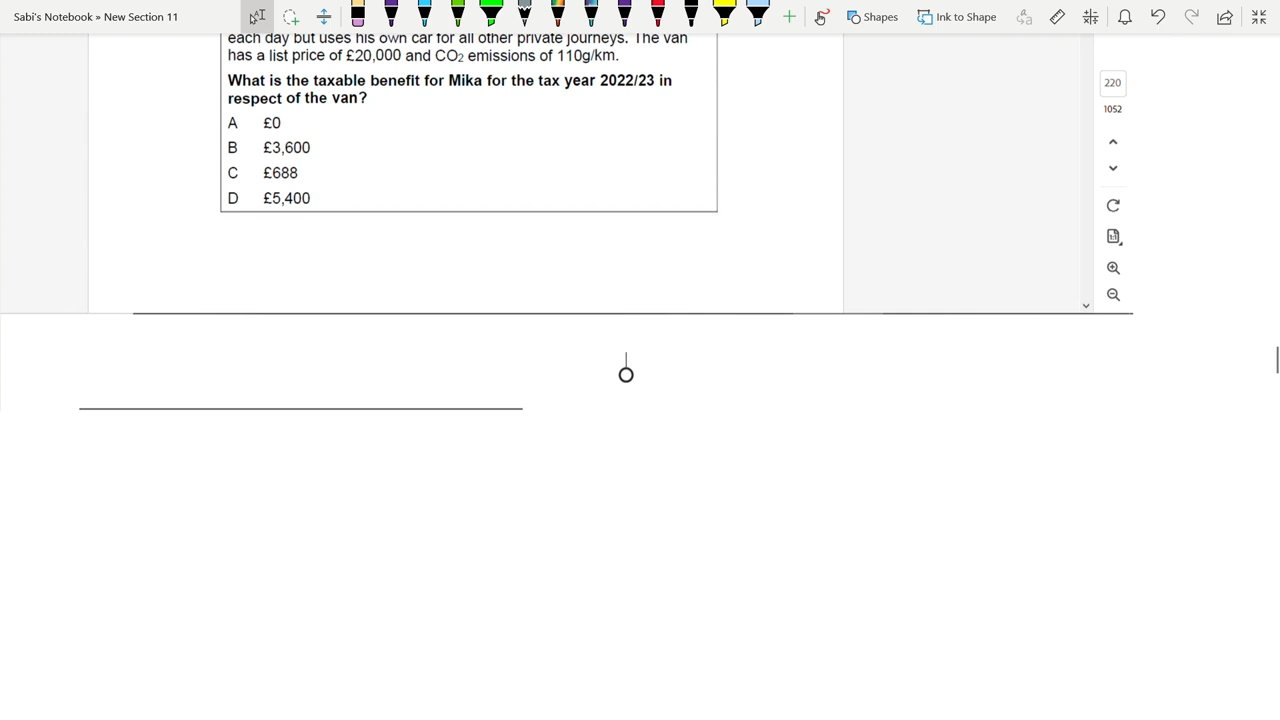 Sabi's Notebook » New Section 11
Shapes
Ink to Shape
each day but uses his own car for all other private journeys. The van
has a list price of £20,000 and CO2 emissions of 110g/km.
What is the taxable benefit for Mika for the tax year 2022/23 in
respect of the van?
A £0
B £3,600
C £688
D £5,400
220
1052